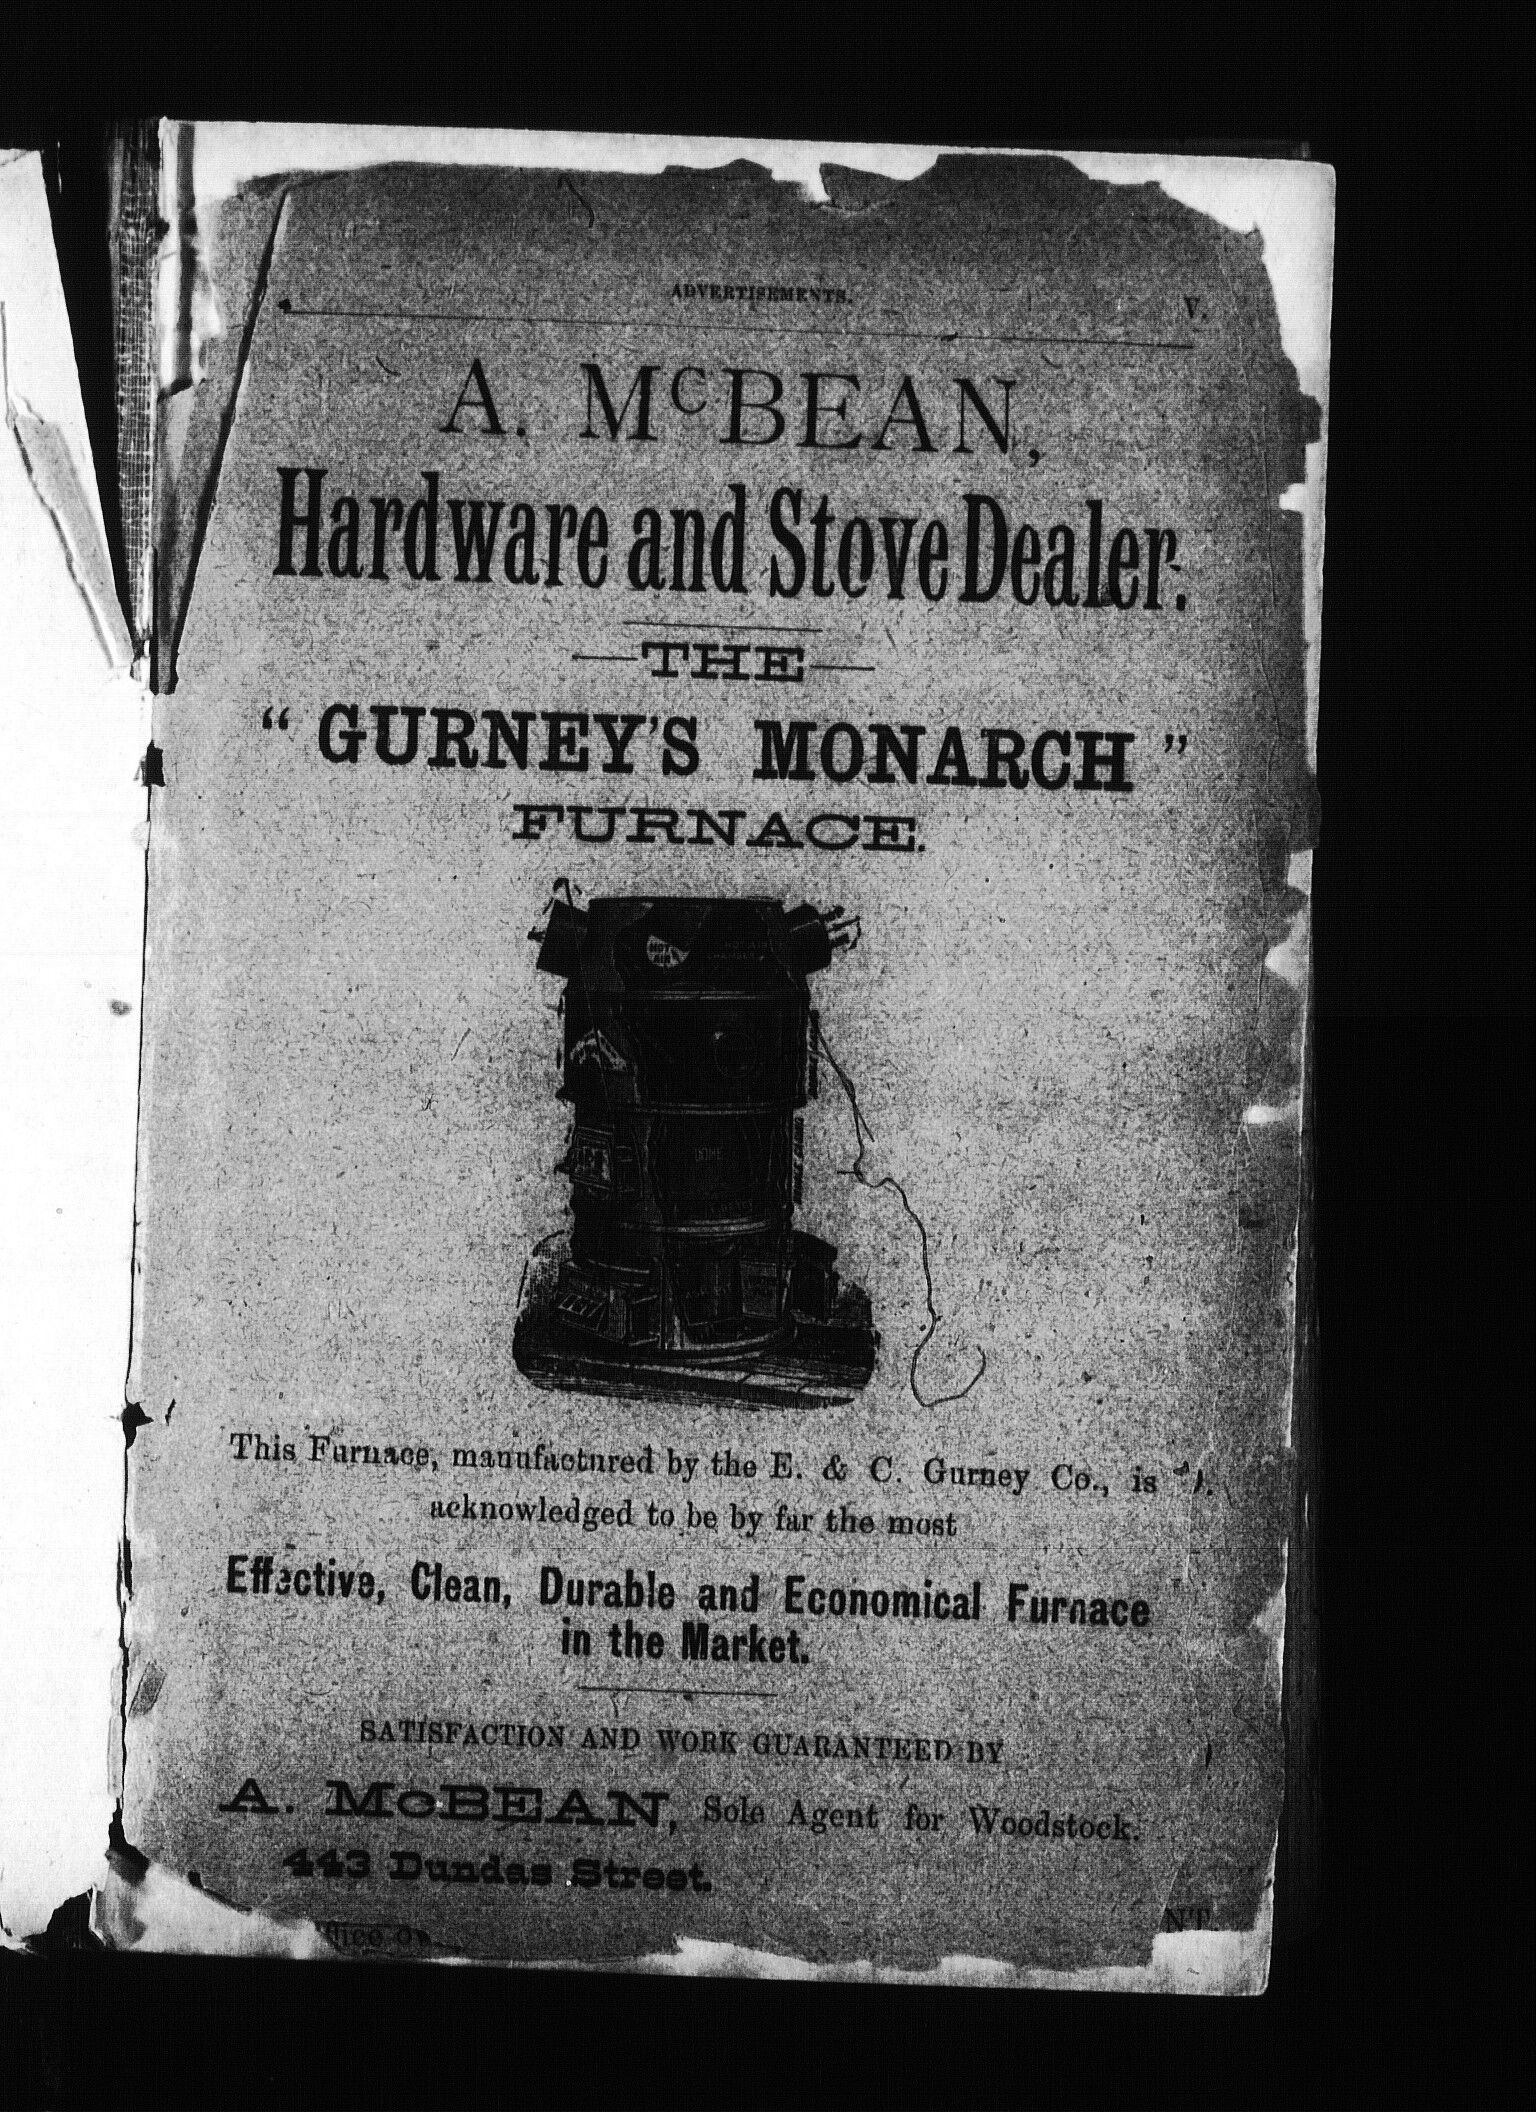 ADVERTISEMENTS. V.
A. McBEAN,
Hardware and Stove Dealer.
—THE—
“ GURNEY'S MONARCH ”
FURNACE.
HOT AIR
This Furnace, manufactured by the E. & C. Gurney Co., is
acknowledged to be by far the most
Effective, Clean, Durable and Economical Furnace
in the Market.
SATISFACTION AND WORK GUARANTEED BY
A. McBEAN, Sole Agent for Woodstock.
443 Dundas Street.